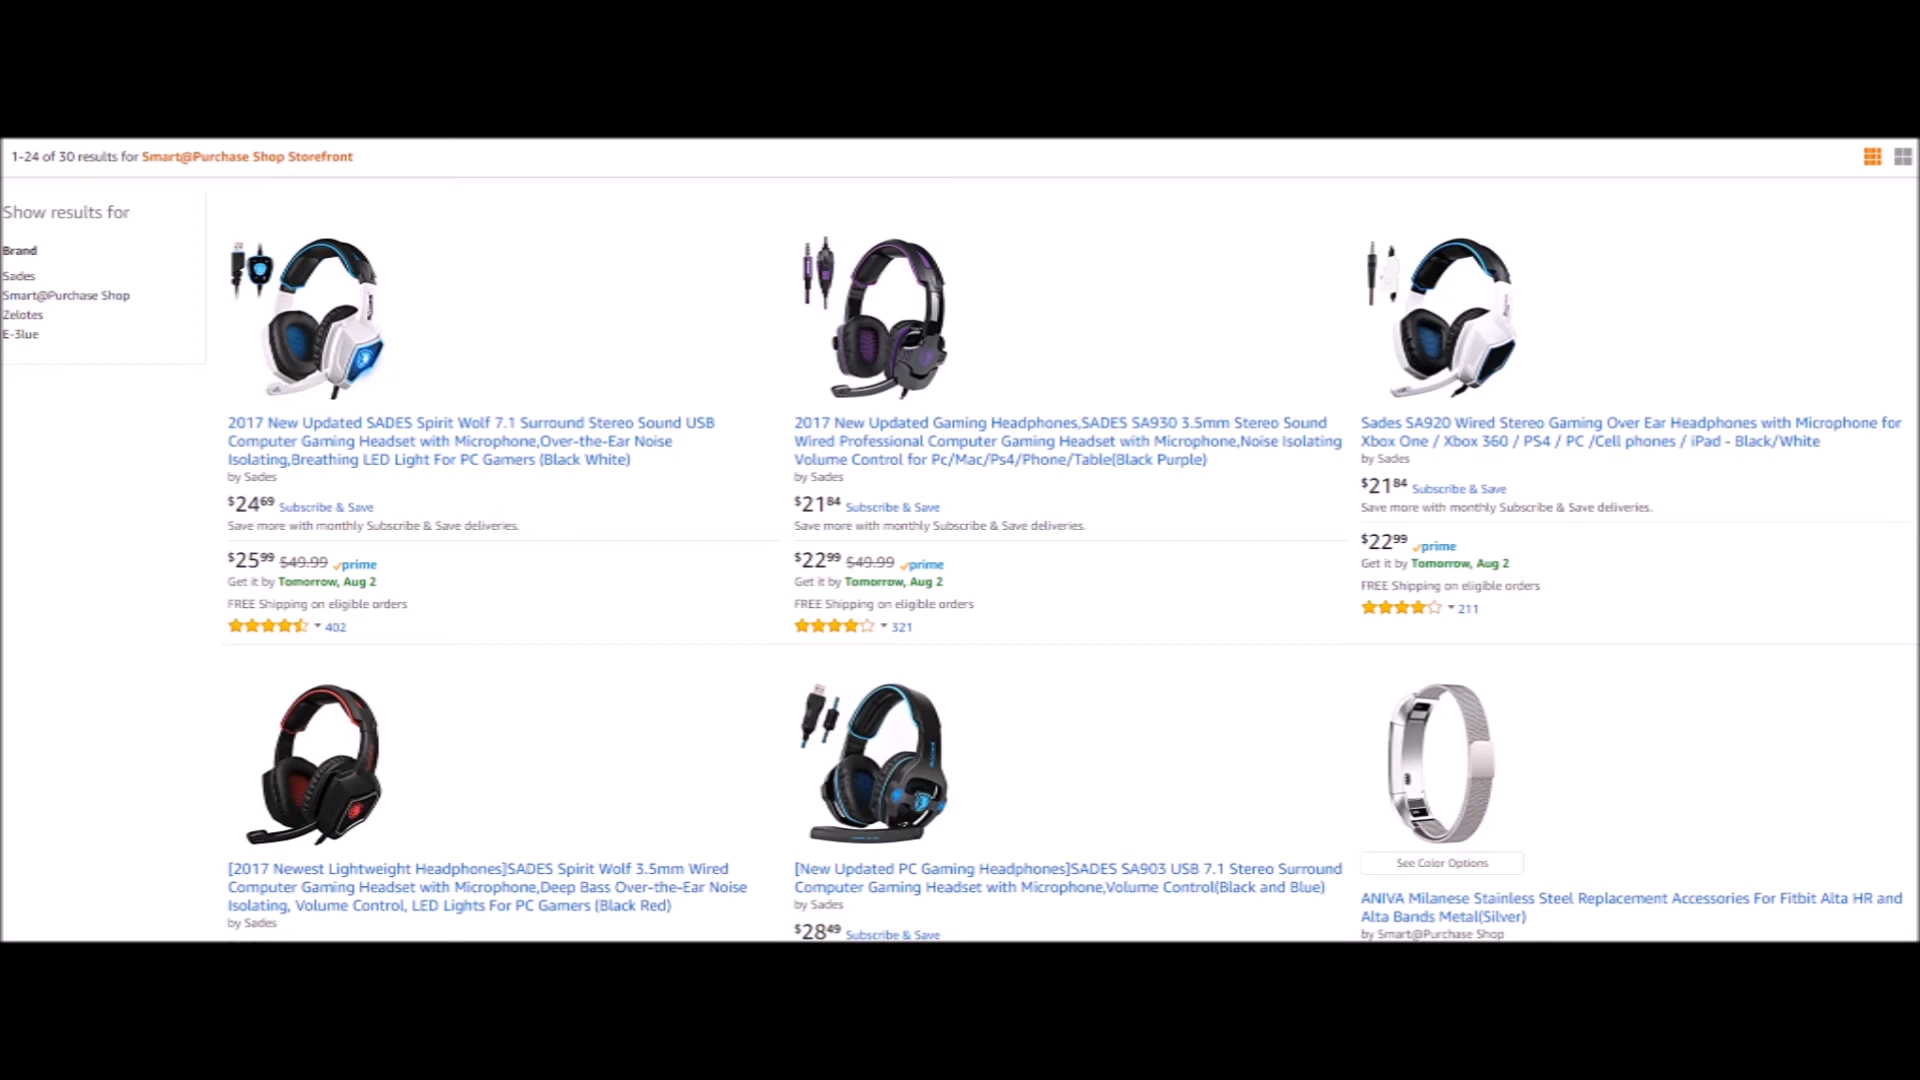 1-24 of 30 results for Smart@Purchase Shop Storefront
Show results for
Brand
Sades
Smart@Purchase Shop
Zelotes
E-3lue
2017 New Updated SADES Spirit Wolf 7.1 Surround Stereo Sound USB
Computer Gaming Headset with Microphone,Over-the-Ear Noise
Isolating,Breathing LED Light For PC Gamers (Black White)
by Sades
$24.69 Subscribe & Save
Save more with monthly Subscribe & Save deliveries.
$25.99 $49.99 prime
Get it by Tomorrow, Aug 2
FREE Shipping on eligible orders
402
2017 New Updated Gaming Headphones,SADES SA930 3.5mm Stereo Sound
Wired Professional Computer Gaming Headset with Microphone,Noise Isolating
Volume Control for Pc/Mac/Ps4/Phone/Table(Black Purple)
by Sades
$21.84 Subscribe & Save
Save more with monthly Subscribe & Save deliveries.
$22.99 $49.99 prime
Get it by Tomorrow, Aug 2
FREE Shipping on eligible orders
321
Sades SA920 Wired Stereo Gaming Over Ear Headphones with Microphone for
Xbox One / Xbox 360 / PS4 / PC /Cell phones / iPad - Black/White
by Sades
$21.84 Subscribe & Save
Save more with monthly Subscribe & Save deliveries.
$22.99 prime
Get it by Tomorrow, Aug 2
FREE Shipping on eligible orders
211
[2017 Newest Lightweight Headphones]SADES Spirit Wolf 3.5mm Wired
Computer Gaming Headset with Microphone,Deep Bass Over-the-Ear Noise
Isolating, Volume Control, LED Lights For PC Gamers (Black Red)
by Sades
[New Updated PC Gaming Headphones]SADES SA903 USB 7.1 Stereo Surround
Computer Gaming Headset with Microphone,Volume Control(Black and Blue)
by Sades
$28.49 Subscribe & Save
See Color Options
ANIVA Milanese Stainless Steel Replacement Accessories For Fitbit Alta HR and
Alta Bands Metal(Silver)
by Smart@Purchase Shop